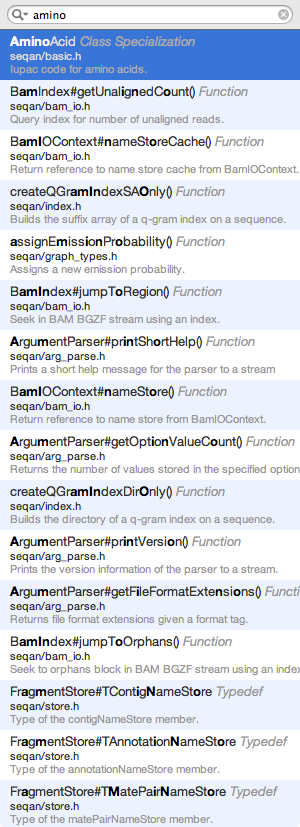 amino
AminoAcid Class Specialization
seqan/basic.h
Iupac code for amino acids.
BamIndex#getUnalignedCount() Function
seqan/bam_io.h
Query index for number of unaligned reads.
BamIOContext#nameStoreCache() Function
seqan/bam_io.h
Return reference to name store cache from BamIOContext.
createQGramIndexSAOnly() Function
seqan/index.h
Builds the suffix array of a q-gram index on a sequence.
assignEmissionProbability() Function
seqan/graph_types.h
Assigns a new emission probability.
BamIndex#jumpToRegion() Function
seqan/bam_io.h
Seek in BAM BGZF stream using an index.
ArgumentParser#printShortHelp() Function
seqan/arg_parse.h
Prints a short help message for the parser to a stream
BamIOContext#nameStore() Function
seqan/bam_io.h
Return reference to name store from BamIOContext.
ArgumentParser#getOptionValueCount() Function
seqan/arg_parse.h
Returns the number of values stored in the specified option
createQGramIndexDirOnly() Function
seqan/index.h
Builds the directory of a q-gram index on a sequence.
ArgumentParser#printVersion() Function
seqan/arg_parse.h
Prints the version information of the parser to a stream.
ArgumentParser#getFileFormatExtensions() Functi
seqan/arg_parse.h
Returns file format extensions given a format tag.
BamIndex#jumpToOrphans() Function
seqan/bam_io.h
Seek to orphans block in BAM BGZF stream using an index
FragmentStore#TContigNameStore Typedef
seqan/store.h
Type of the contigNameStore member.
FragmentStore#TAnnotationNameStore Typedef
seqan/store.h
Type of the annotationNameStore member.
FragmentStore#TMatePairNameStore Typedef
seqan/store.h
Type of the matePairNameStore member.